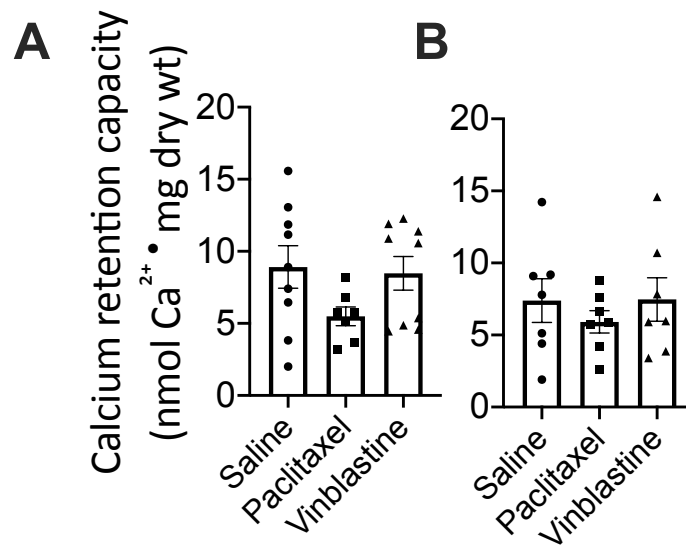 A
B
Calcium retention capacity
(nmol Ca²⁺ • mg dry wt)
20
15
10
5
0
Saline
Paclitaxel
Vinblastine
20
15
10
5
0
Saline
Paclitaxel
Vinblastine